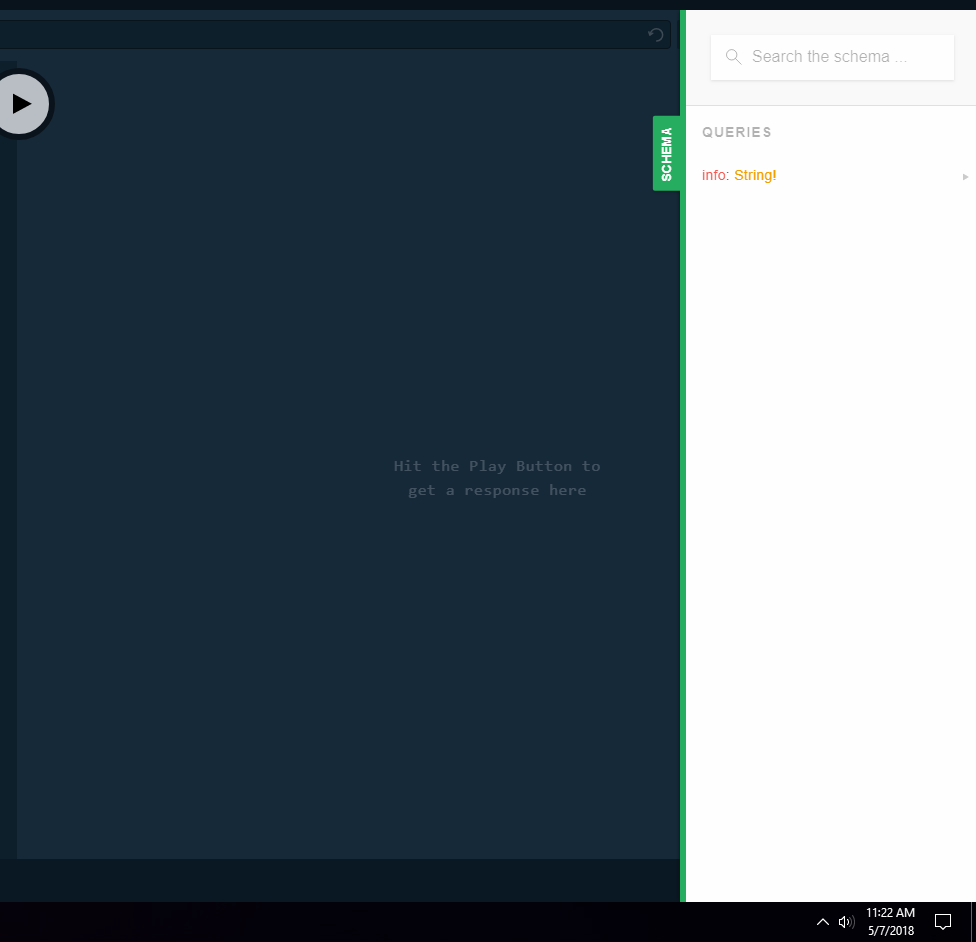 Search the schema ...
QUERIES
SCHEMA
info: String!
Hit the Play Button to
get a response here
11:22 AM
5/7/2018